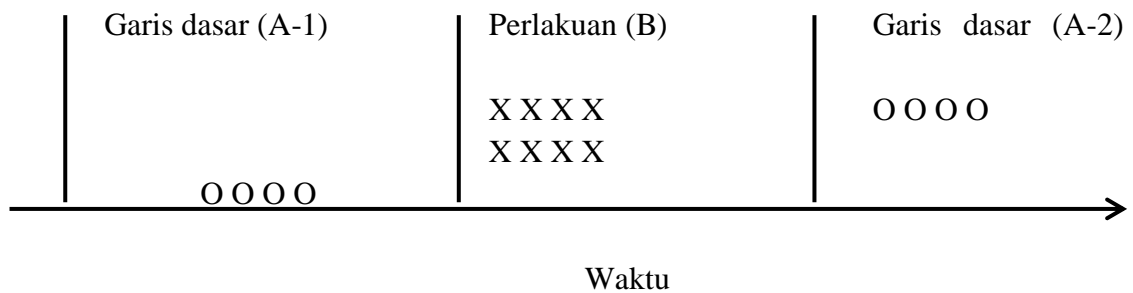 Garis dasar (A-1)
Perlakuan (B)
Garis dasar (A-2)
X X X X
O O O O
X X X X
O O O O
Waktu